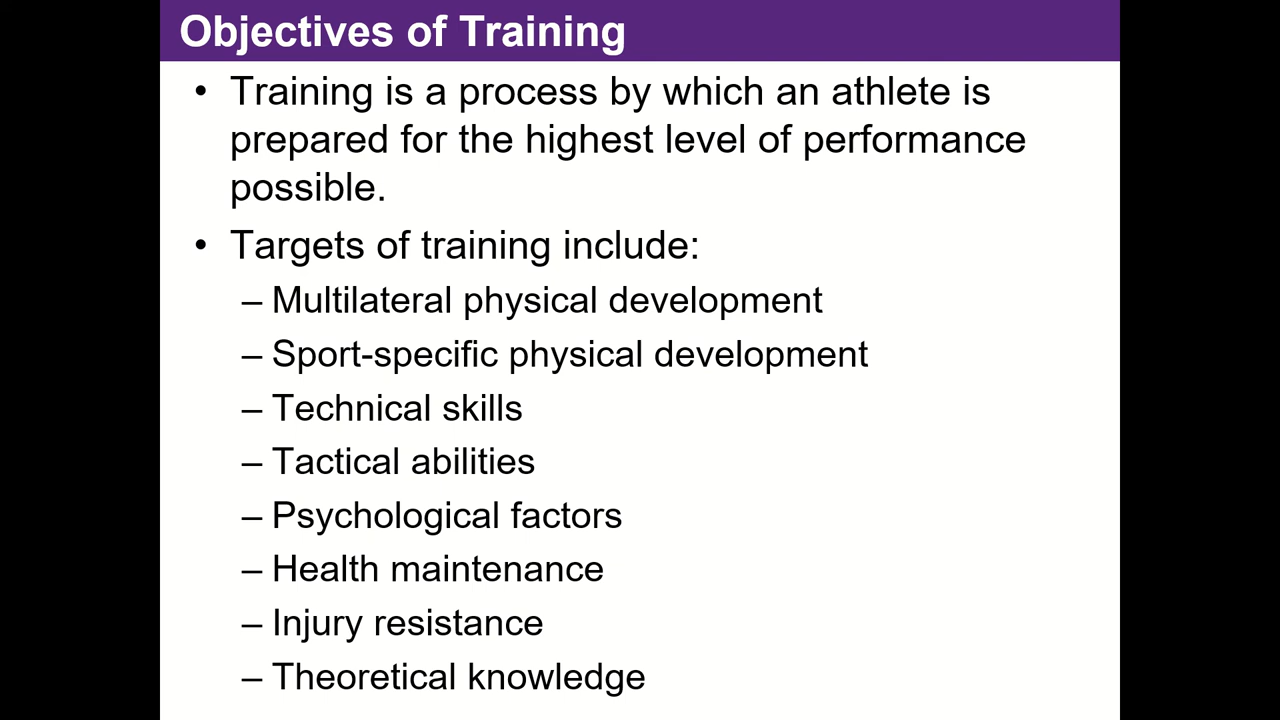 Objectives of Training
• Training is a process by which an athlete is
prepared for the highest level of performance
possible.
• Targets of training include:
– Multilateral physical development
– Sport-specific physical development
– Technical skills
– Tactical abilities
– Psychological factors
– Health maintenance
– Injury resistance
– Theoretical knowledge